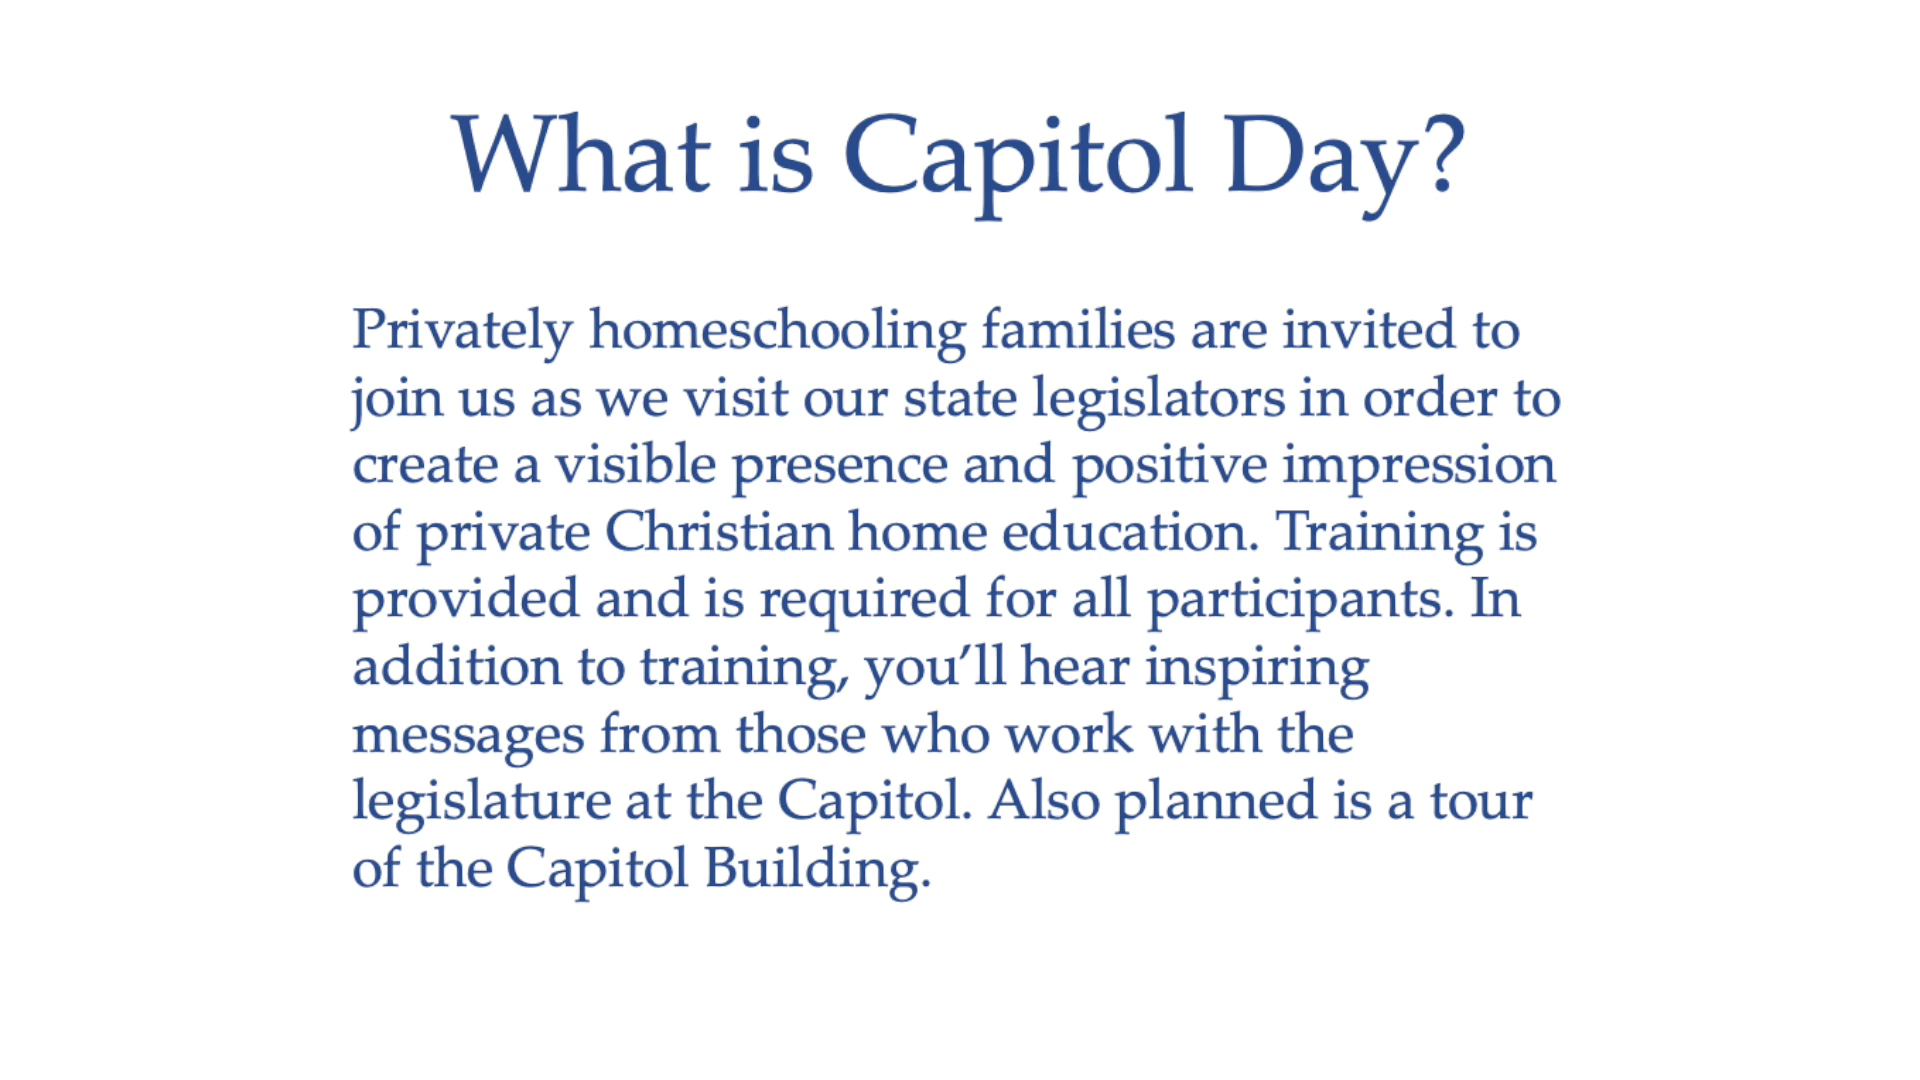 What is Capitol Day?
Privately homeschooling families are invited to
join us as we visit our state legislators in order to
create a visible presence and positive impression
of private Christian home education. Training is
provided and is required for all participants. In
addition to training, you’ll hear inspiring
messages from those who work with the
legislature at the Capitol. Also planned is a tour
of the Capitol Building.